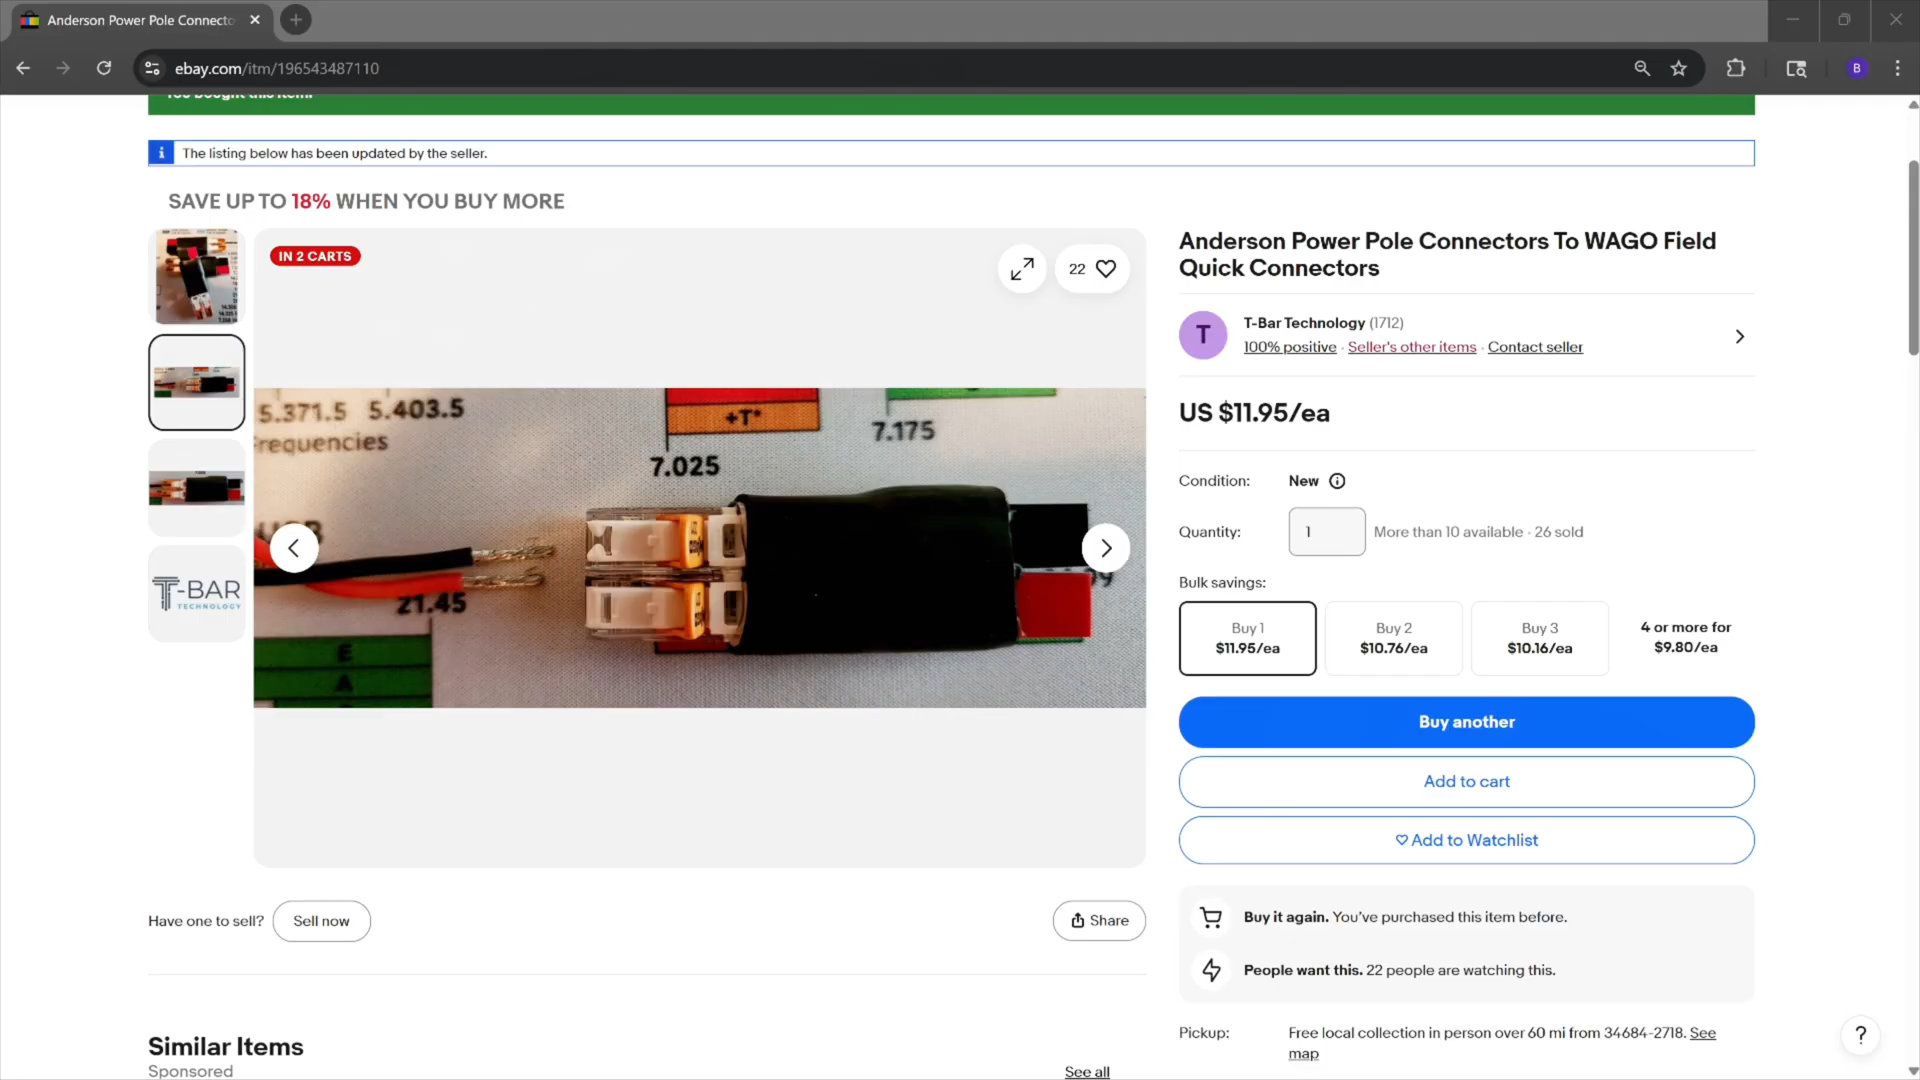 Anderson Power Pole Connecto
ebay.com/itm/196543487110
B
You bought this item.
i The listing below has been updated by the seller.
SAVE UP TO 18% WHEN YOU BUY MORE
IN 2 CARTS
22
5.371.5 5.403.5
requencies
+T*
7.175
7.025
21.45
E
A
T-BAR
TECHNOLOGY
Have one to sell? Sell now
Share
Similar Items
Sponsored
See all
Anderson Power Pole Connectors To WAGO Field
Quick Connectors
T
T-Bar Technology (1712)
100% positive · Seller's other items · Contact seller
US $11.95/ea
Condition: New
Quantity: 1 More than 10 available · 26 sold
Bulk savings:
Buy 1
$11.95/ea
Buy 2
$10.76/ea
Buy 3
$10.16/ea
4 or more for
$9.80/ea
Buy another
Add to cart
Add to Watchlist
Buy it again. You've purchased this item before.
People want this. 22 people are watching this.
Pickup: Free local collection in person over 60 mi from 34684-2718. See
map
?